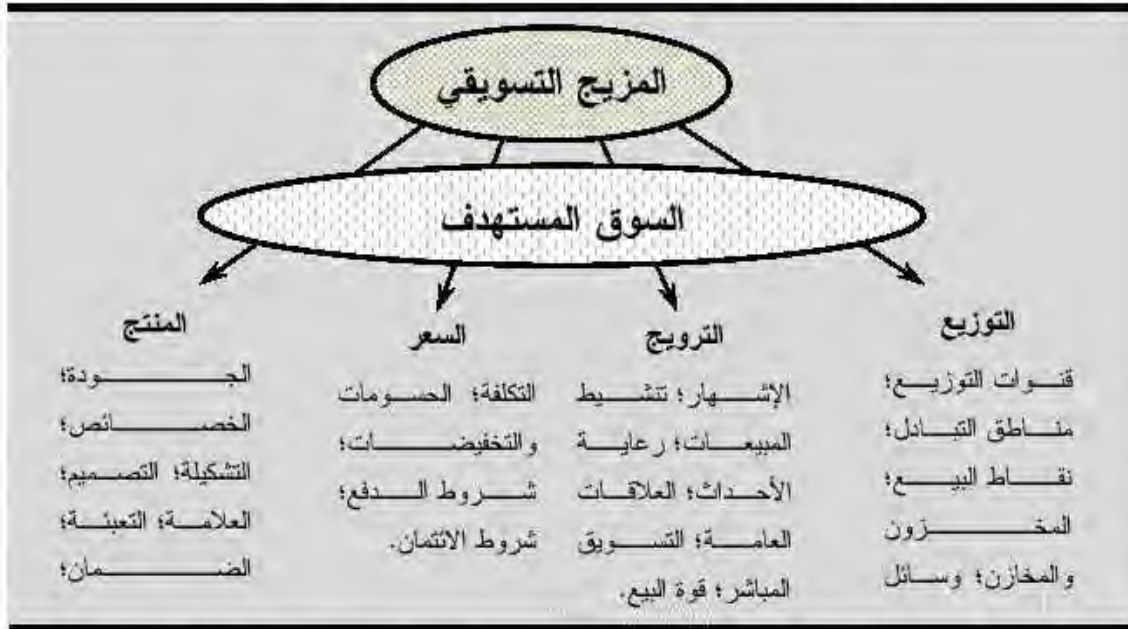 المزيج التسويقي
السوق المستهدف
التوزيع
قنوات التوزيع؛
مناطق التبادل؛
نقاط البيع؛
المخزون
والمخازن؛ وسائل
الترويج
الإشهار؛ تنشيط
المبيعات؛ رعاية
الأحداث؛ العلاقات
العامة؛ التسويق
المباشر؛ قوة البيع.
السعر
التكلفة؛ الحسومات
والتخفيضات؛
شروط الدفع؛
شروط الائتمان.
المنتج
الجودة؛
الخصائص؛
التشكيلة؛ التصميم؛
العلامة؛ التعبئة؛
الضمان؛